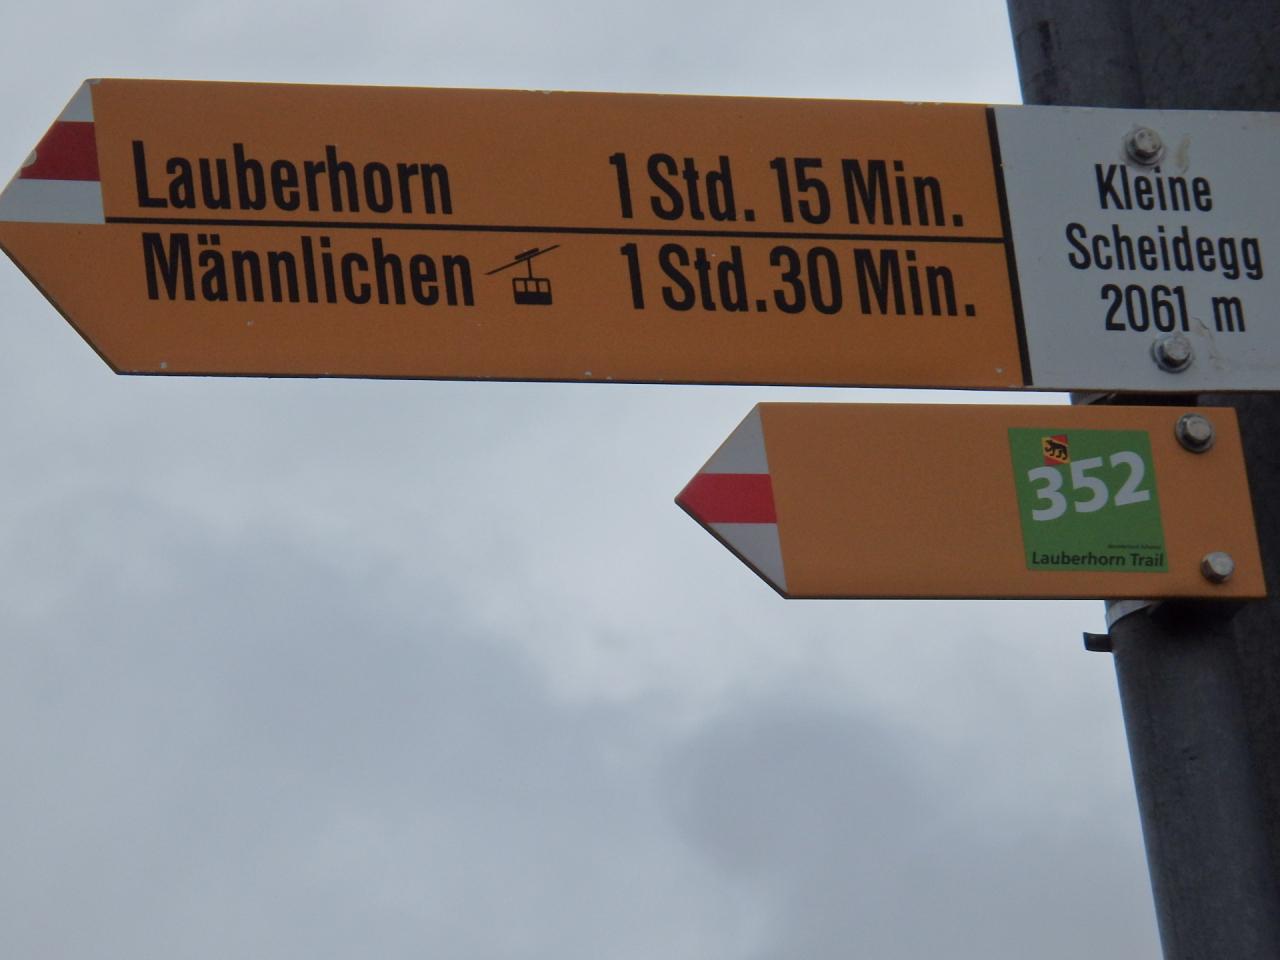 Lauberhorn 1 Std. 15 Min.
Männlichen 1 Std. 30 Min.
Kleine
Scheidegg
2061 m
352
Lauberhorn Trail